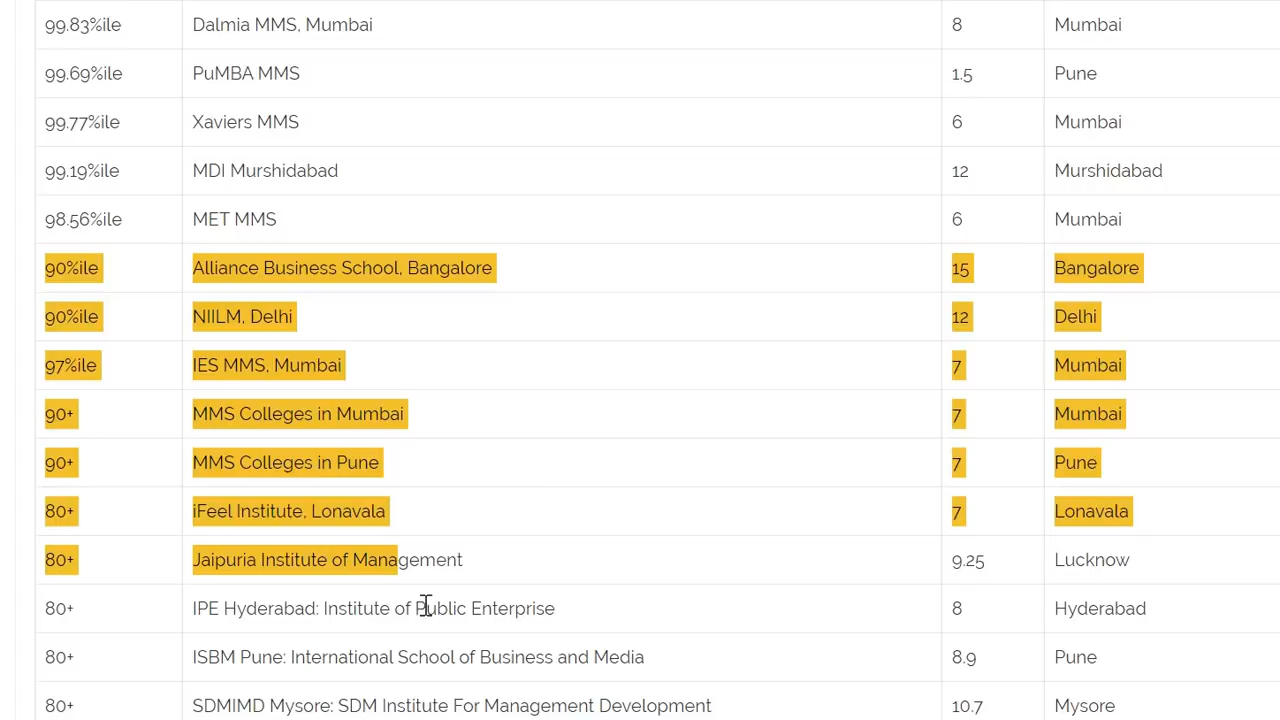 99.83%ile Dalmia MMS, Mumbai 8 Mumbai
99.69%ile PuMBA MMS 1.5 Pune
99.77%ile Xaviers MMS 6 Mumbai
99.19%ile MDI Murshidabad 12 Murshidabad
98.56%ile MET MMS 6 Mumbai
90%ile Alliance Business School, Bangalore 15 Bangalore
90%ile NIILM, Delhi 12 Delhi
97%ile IES MMS, Mumbai 7 Mumbai
90+ MMS Colleges in Mumbai 7 Mumbai
90+ MMS Colleges in Pune 7 Pune
80+ iFeel Institute, Lonavala 7 Lonavala
80+ Jaipuria Institute of Management 9.25 Lucknow
80+ IPE Hyderabad: Institute of Public Enterprise 8 Hyderabad
80+ ISBM Pune: International School of Business and Media 8.9 Pune
80+ SDMIMD Mysore: SDM Institute For Management Development 10.7 Mysore